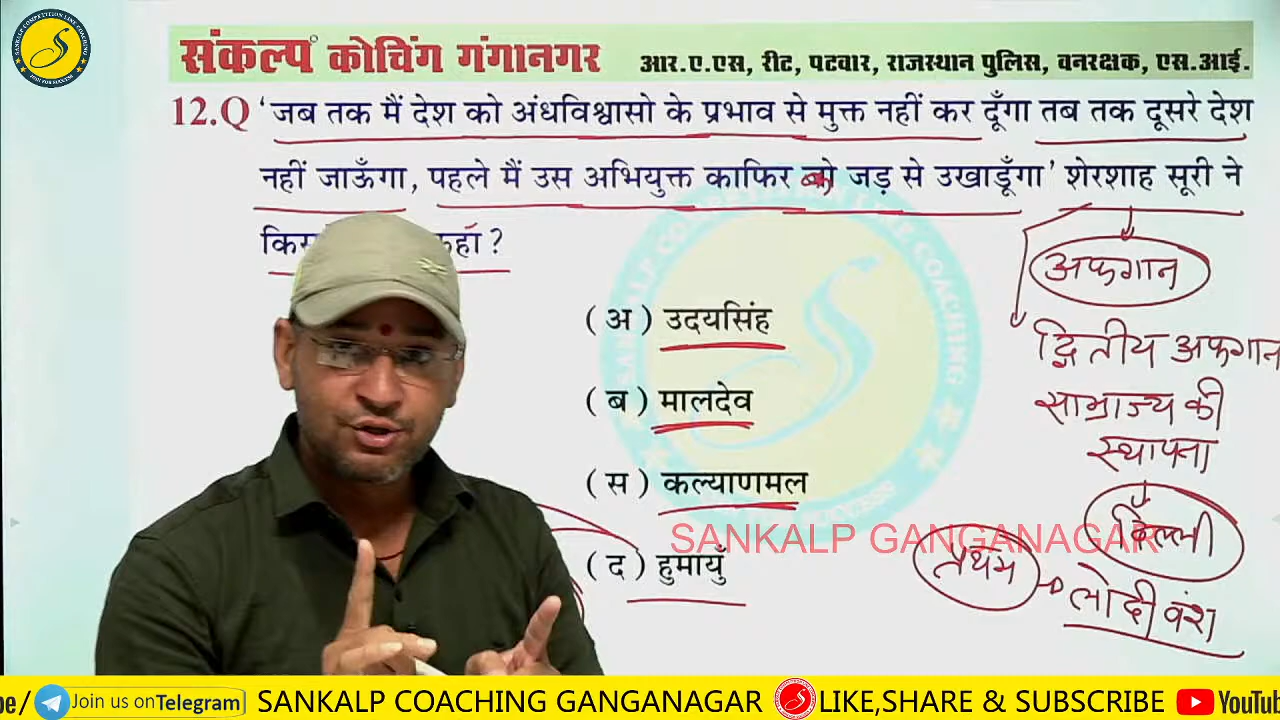 संकल्प कोचिंग गंगानगर
आर.ए.एस, रीट, पटवार, राजस्थान पुलिस, वनरक्षक, एस.आई.
12.Q 'जब तक मैं देश को अंधविश्वासो के प्रभाव से मुक्त नहीं कर दूँगा तब तक दूसरे देश
नहीं जाऊँगा, पहले मैं उस अभियुक्त काफिर को जड़ से उखाड़ूँगा' शेरशाह सूरी ने
कहाँ ?
अफगान
( अ ) उदयसिंह
द्वितीय अफगान
साम्राज्य की
स्थापना
( ब ) मालदेव
( स ) कल्याणमल
दिल्ली
SANKALP GANGANAGAR
( द ) हुमायुँ
प्रथम
लोदी वंश
Join us on Telegram SANKALP COACHING GANGANAGAR LIKE,SHARE & SUBSCRIBE